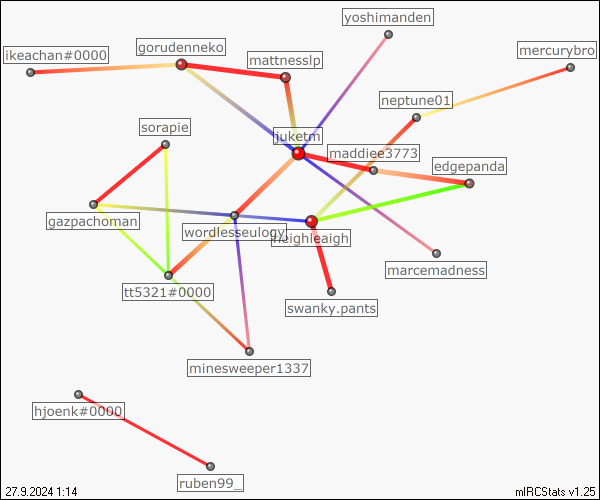 yoshimanden
ikeachan#0000
gorudenneko
mattnesslp
mercurybro
neptune01
sorapie
juketm
maddiee3773
edgepanda
gazpachoman
wordlesseulogy
marcemadness
tt5321#0000
swanky.pants
minesweeper1337
hjoenk#0000
ruben99_
27.9.2024 1:14
mIRCStats v1.25